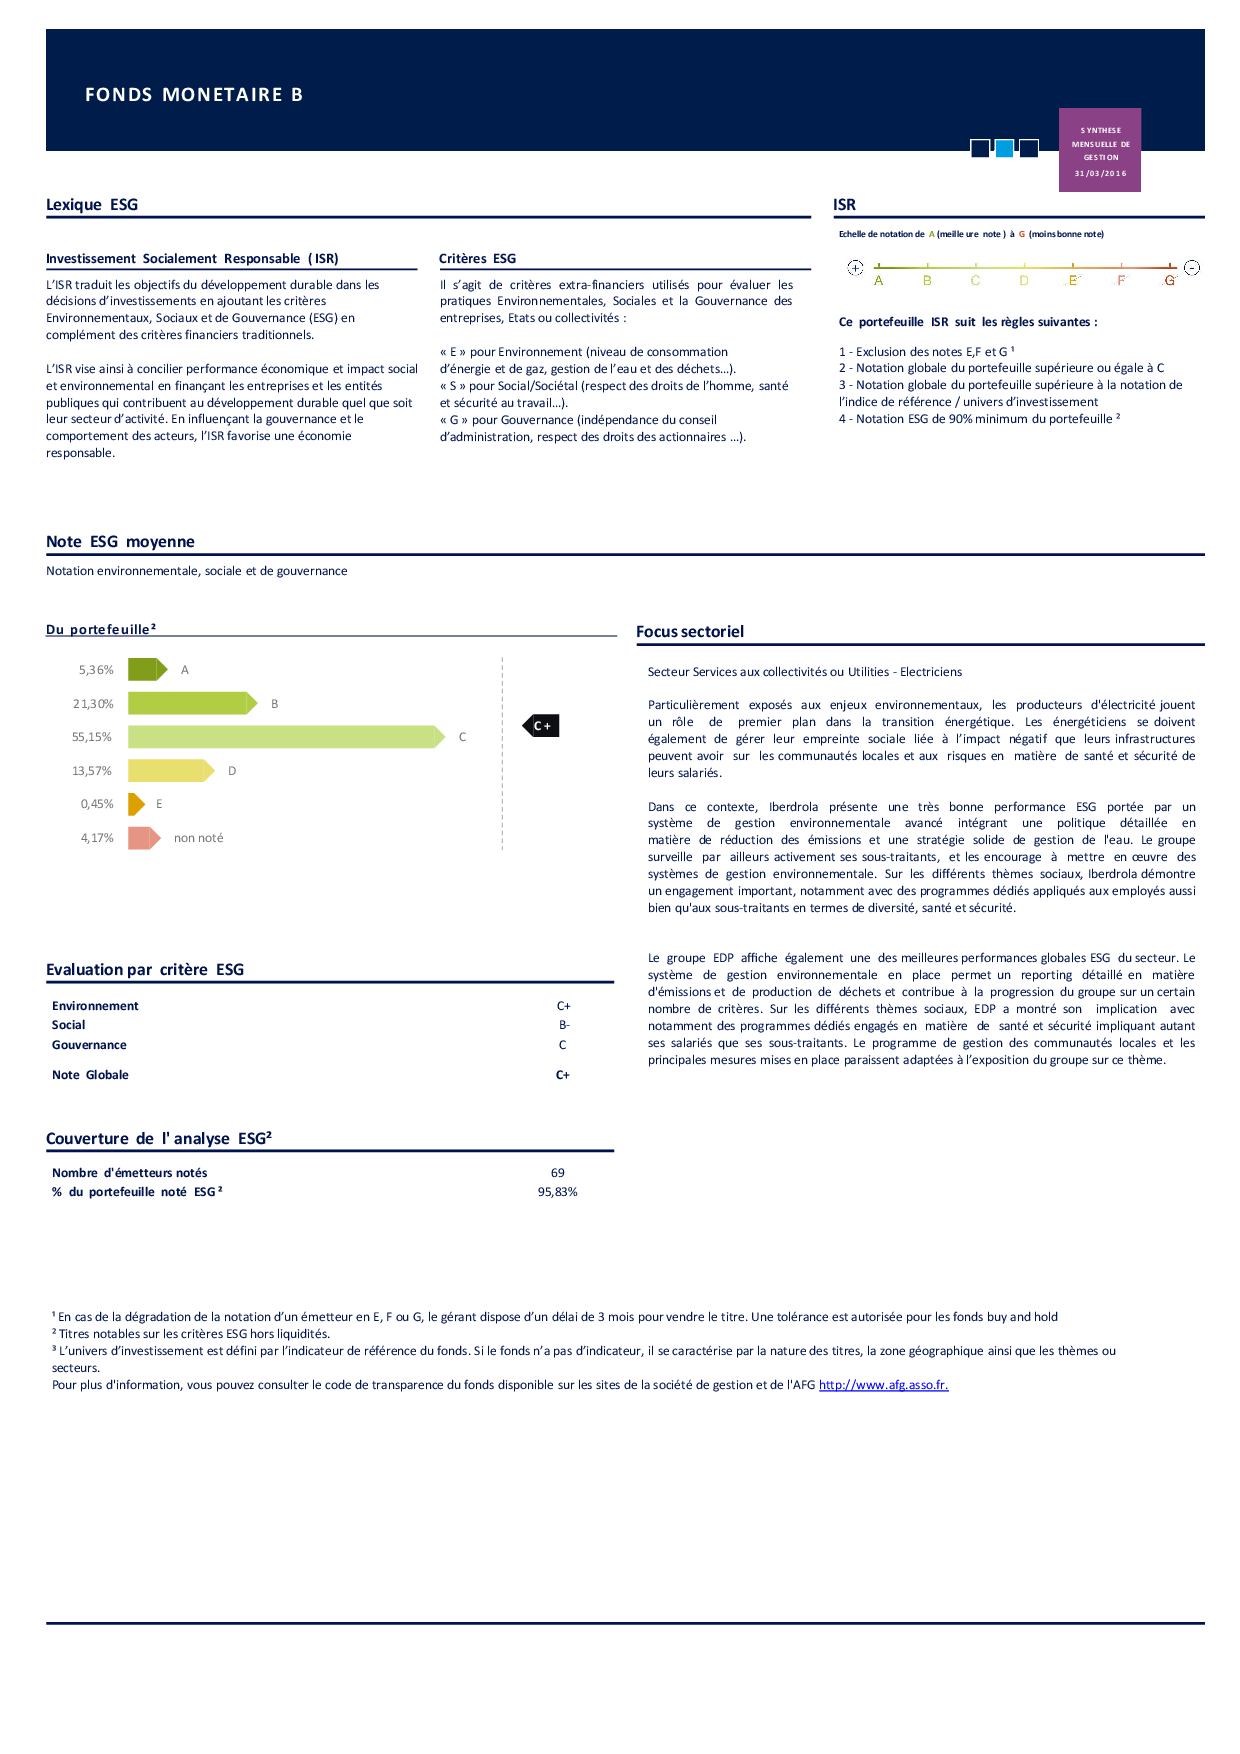 FONDS MONETAIRE B
SYNTHESE
MENSUELLE DE
GESTION
31/03/2016
Lexique ESG
Investissement Socialement Responsable (ISR)
L’ISR traduit les objectifs du développement durable dans les
décisions d’investissements en ajoutant les critères
Environnementaux, Sociaux et de Gouvernance (ESG) en
complément des critères financiers traditionnels.
L’ISR vise ainsi à concilier performance économique et impact social
et environnemental en finançant les entreprises et les entités
publiques qui contribuent au développement durable quel que soit
leur secteur d’activité. En influençant la gouvernance et le
comportement des acteurs, l’ISR favorise une économie
responsable.
Critères ESG
Il s’agit de critères extra-financiers utilisés pour évaluer les
pratiques Environnementales, Sociales et la Gouvernance des
entreprises, Etats ou collectivités :
« E » pour Environnement (niveau de consommation
d’énergie et de gaz, gestion de l’eau et des déchets…).
« S » pour Social/Sociétal (respect des droits de l’homme, santé
et sécurité au travail…).
« G » pour Gouvernance (indépendance du conseil
d’administration, respect des droits des actionnaires …).
ISR
Echelle de notation de A (meilleure note) à G (moins bonne note)
+ A B C D E F G -
Ce portefeuille ISR suit les règles suivantes :
1 - Exclusion des notes E,F et G ¹
2 - Notation globale du portefeuille supérieure ou égale à C
3 - Notation globale du portefeuille supérieure à la notation de
l’indice de référence / univers d’investissement
4 - Notation ESG de 90% minimum du portefeuille ²
Note ESG moyenne
Notation environnementale, sociale et de gouvernance
Du portefeuille²
5,36% A
21,30% B
55,15% C
13,57% D
0,45% E
4,17% non noté
C+
Evaluation par critère ESG
Environnement C+
Social B-
Gouvernance C
Note Globale C+
Couverture de l'analyse ESG²
Nombre d'émetteurs notés 69
% du portefeuille noté ESG² 95,83%
Focus sectoriel
Secteur Services aux collectivités ou Utilities - Electriciens
Particulièrement exposés aux enjeux environnementaux, les producteurs d'électricité jouent
un rôle de premier plan dans la transition énergétique. Les énergéticiens se doivent
également de gérer leur empreinte sociale liée à l’impact négatif que leurs infrastructures
peuvent avoir sur les communautés locales et aux risques en matière de santé et sécurité de
leurs salariés.
Dans ce contexte, Iberdrola présente une très bonne performance ESG portée par un
système de gestion environnementale avancé intégrant une politique détaillée en
matière de réduction des émissions et une stratégie solide de gestion de l'eau. Le groupe
surveille par ailleurs activement ses sous-traitants, et les encourage à mettre en œuvre des
systèmes de gestion environnementale. Sur les différents thèmes sociaux, Iberdrola démontre
un engagement important, notamment avec des programmes dédiés appliqués aux employés aussi
bien qu'aux sous-traitants en termes de diversité, santé et sécurité.
Le groupe EDP affiche également une des meilleures performances globales ESG du secteur. Le
système de gestion environnementale en place permet un reporting détaillé en matière
d'émissions et de production de déchets et contribue à la progression du groupe sur un certain
nombre de critères. Sur les différents thèmes sociaux, EDP a montré son implication avec
notamment des programmes dédiés engagés en matière de santé et sécurité impliquant autant
ses salariés que ses sous-traitants. Le programme de gestion des communautés locales et les
principales mesures mises en place paraissent adaptées à l’exposition du groupe sur ce thème.
¹ En cas de la dégradation de la notation d’un émetteur en E, F ou G, le gérant dispose d’un délai de 3 mois pour vendre le titre. Une tolérance est autorisée pour les fonds buy and hold
² Titres notables sur les critères ESG hors liquidités.
³ L’univers d’investissement est défini par l’indicateur de référence du fonds. Si le fonds n’a pas d’indicateur, il se caractérise par la nature des titres, la zone géographique ainsi que les thèmes ou
secteurs.
Pour plus d'information, vous pouvez consulter le code de transparence du fonds disponible sur les sites de la société de gestion et de l'AFG http://www.afg.asso.fr.